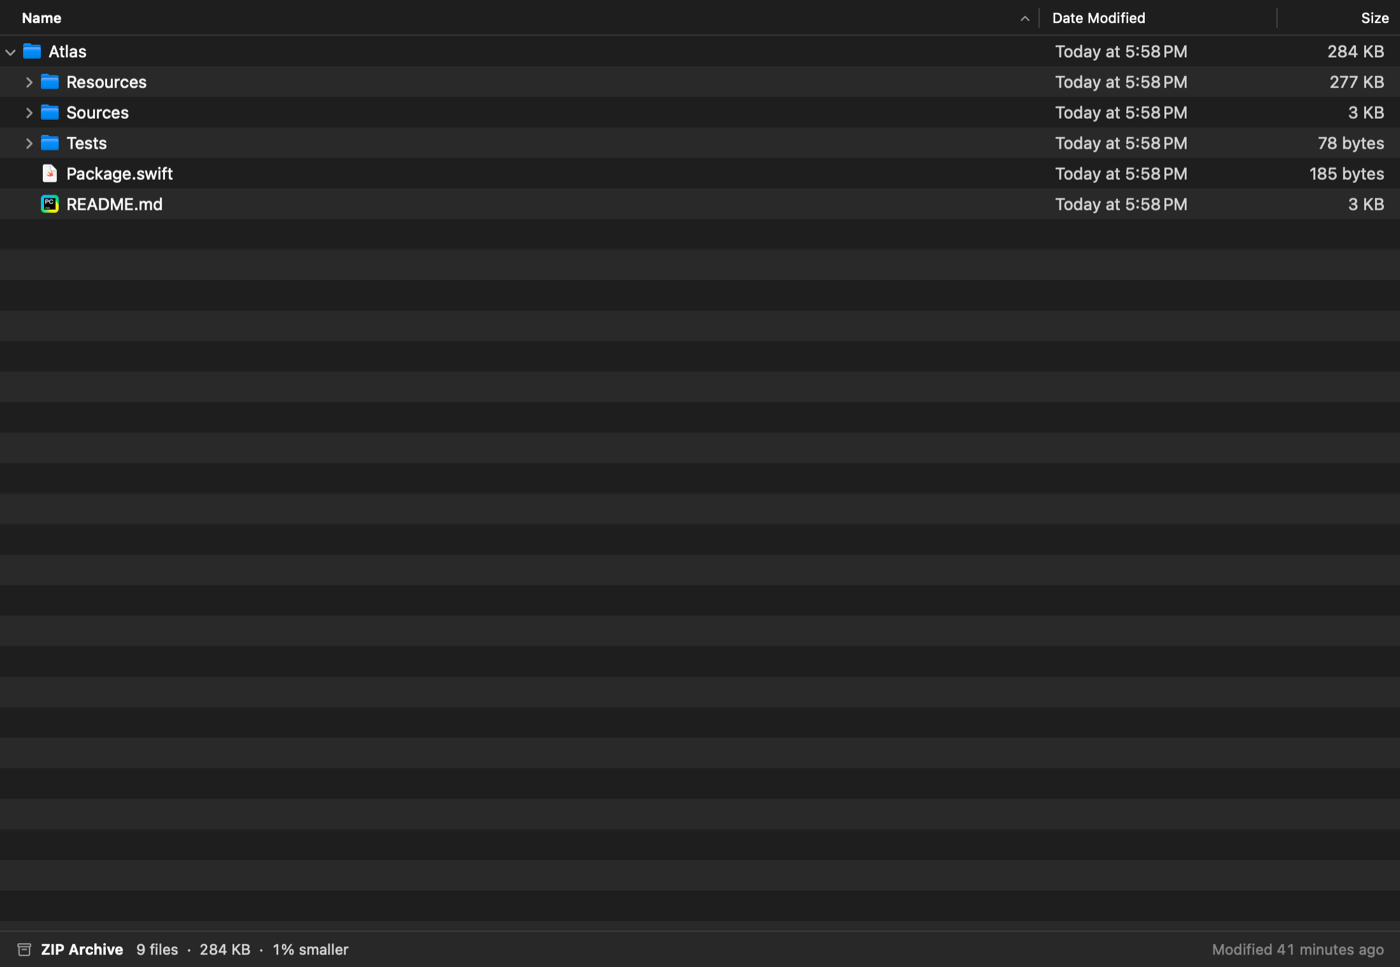 Name Date Modified Size
Atlas Today at 5:58 PM 284 KB
Resources Today at 5:58 PM 277 KB
Sources Today at 5:58 PM 3 KB
Tests Today at 5:58 PM 78 bytes
Package.swift Today at 5:58 PM 185 bytes
PC README.md Today at 5:58 PM 3 KB
ZIP Archive 9 files · 284 KB · 1% smaller Modified 41 minutes ago